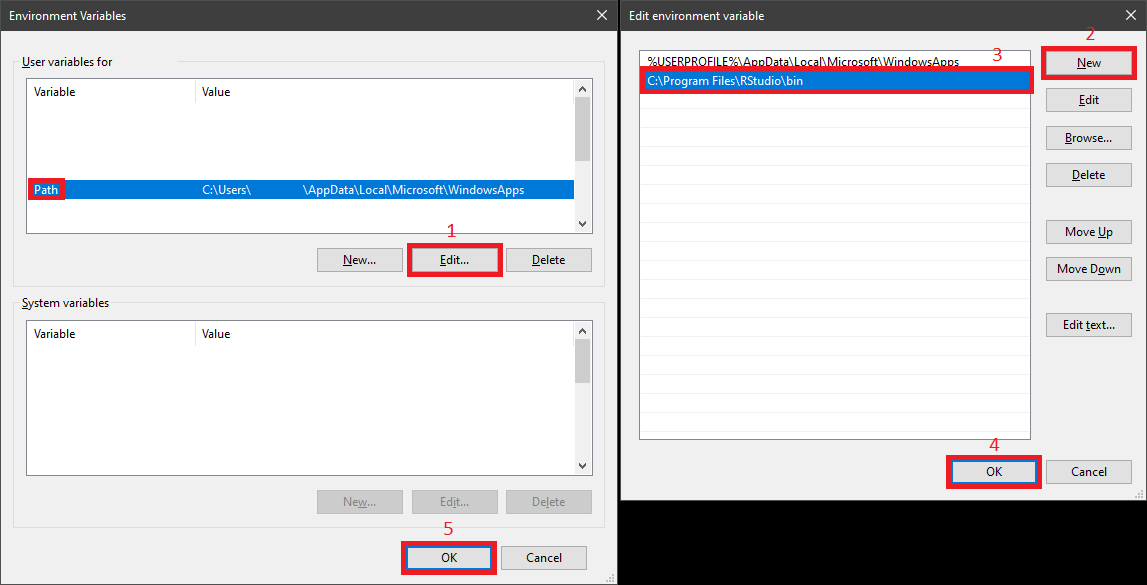 Environment Variables
User variables for
Variable Value
Path C:\Users\ \AppData\Local\Microsoft\WindowsApps
1
New... Edit... Delete
System variables
Variable Value
New... Edit... Delete
5
OK Cancel
Edit environment variable
2
3
%USERPROFILE%\AppData\Local\Microsoft\WindowsApps
C:\Program Files\RStudio\bin
New
Edit
Browse...
Delete
Move Up
Move Down
Edit text...
4
OK Cancel